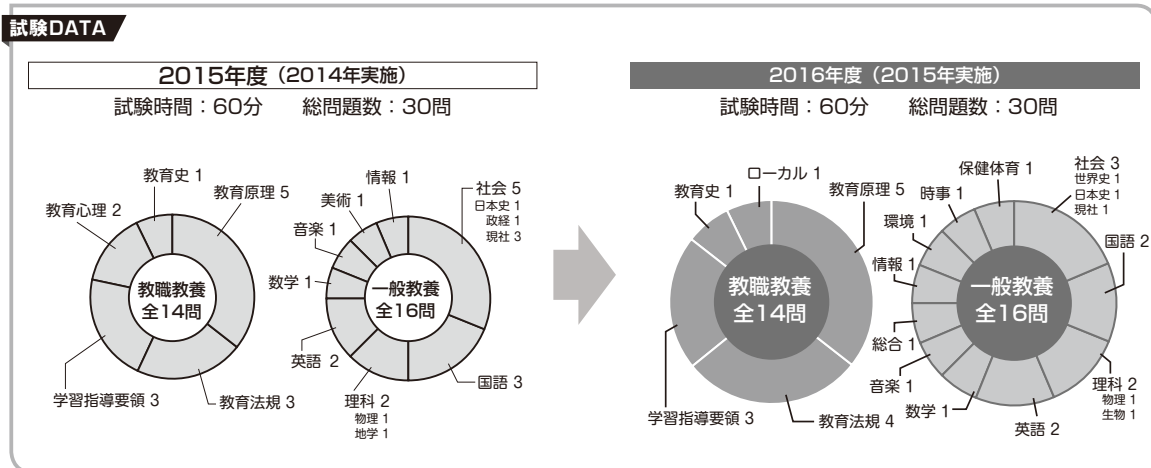 試験DATA
2015年度（2014年実施）
試験時間：60分　総問題数：30問
教育史 1
教育原理 5
教育心理 2
教職教養
全14問
学習指導要領 3
教育法規 3
情報 1
美術 1
音楽 1
数学 1
社会 5
日本史 1
政経 1
現社 3
一般教養
全16問
英語 2
理科 2
物理 1
地学 1
国語 3
2016年度（2015年実施）
試験時間：60分　総問題数：30問
ローカル 1
教育史 1
教育原理 5
教職教養
全14問
学習指導要領 3
教育法規 4
保健体育 1
時事 1
環境 1
情報 1
社会 3
世界史 1
日本史 1
現社 1
国語 2
一般教養
全16問
総合 1
音楽 1
数学 1
英語 2
理科 2
物理 1
生物 1